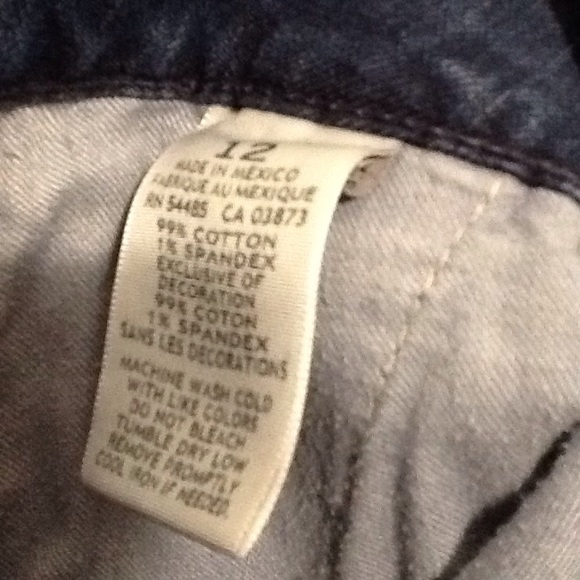 12
MADE IN MEXICO
FABRIQUE AU MEXIQUE
RN 54485 CA 03873
99% COTTON
1% SPANDEX
EXCLUSIVE OF
DECORATION
99% COTON
1% SPANDEX
SANS LES DECORATIONS
MACHINE WASH COLD
WITH LIKE COLORS
DO NOT BLEACH
TUMBLE DRY LOW
REMOVE PROMPTLY
COOL IRON IF NEEDED